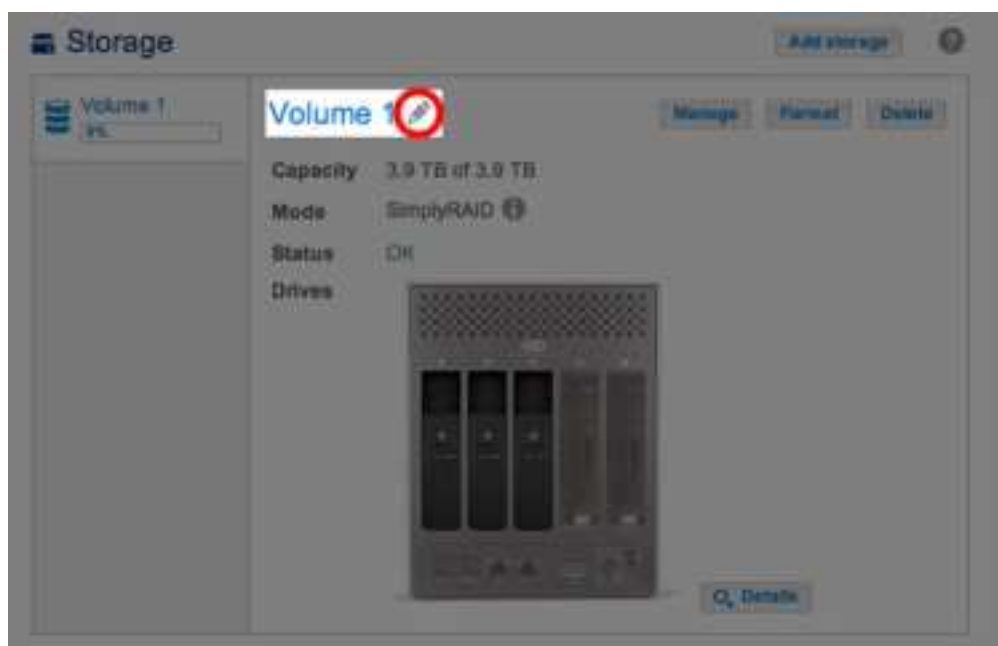 Storage
Add storage
Volume 1
Volume 1
Manage
Format
Delete
Capacity 3.9 TB of 3.9 TB
Mode SimplyRAID
Status OK
Drives
Details